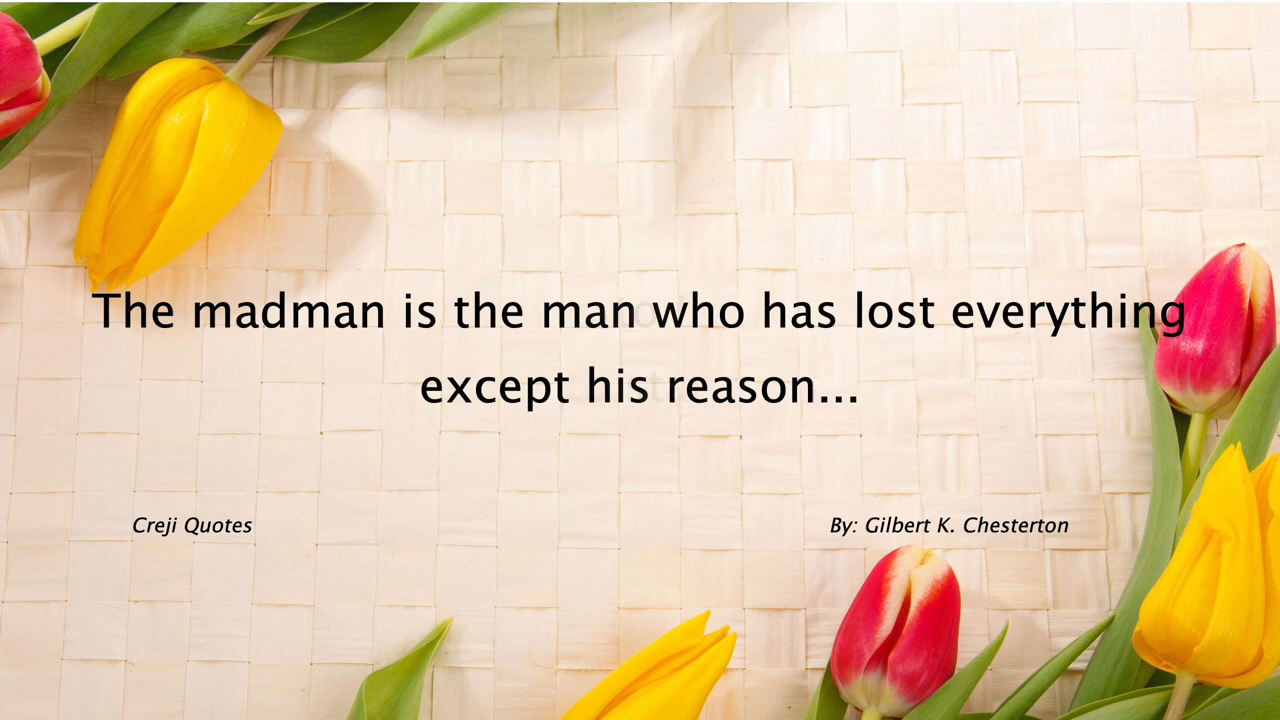 The madman is the man who has lost everything
except his reason...
Creji Quotes
By: Gilbert K. Chesterton